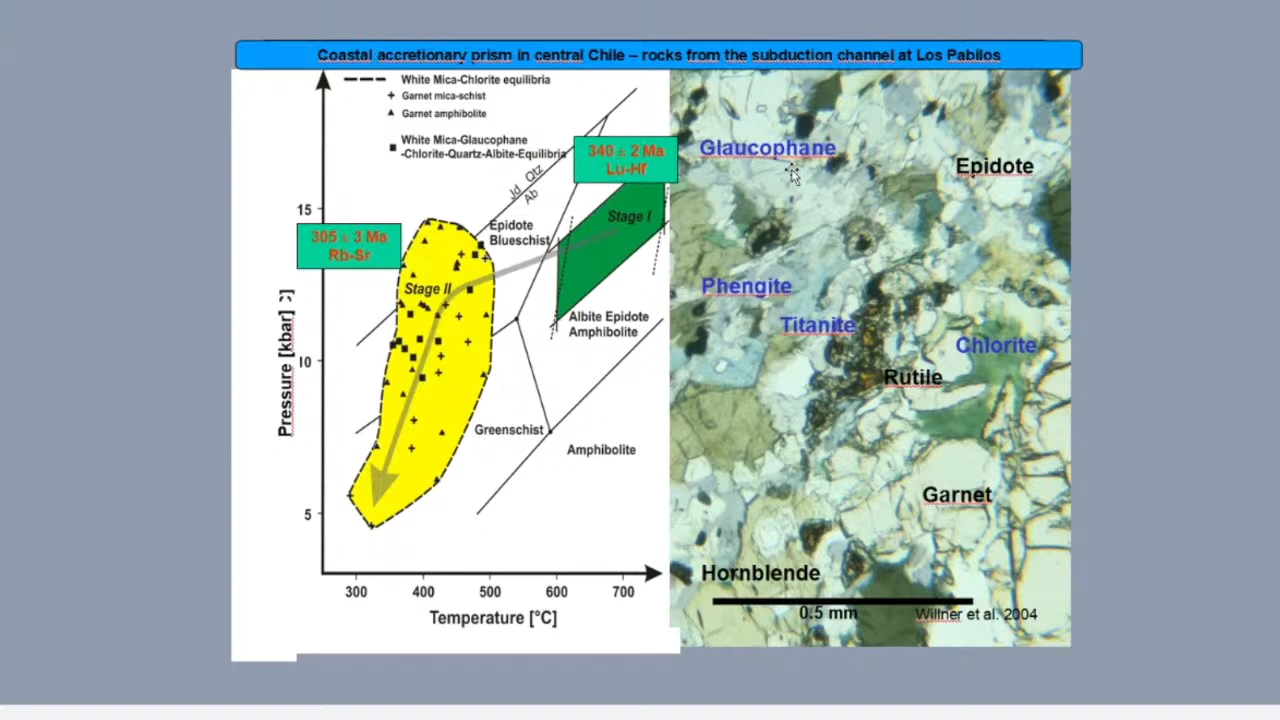 Coastal accretionary prism in central Chile – rocks from the subduction channel at Los Pabilos
White Mica-Chlorite equilibria
Garnet mica-schist
Garnet amphibolite
White Mica-Glaucophane
-Chlorite-Quartz-Albite-Equilibria
340 ± 2 Ma
Lu-Hf
Jd Qtz
Ab
15
Stage I
Epidote
Blueschist
305 ± 3 Ma
Rb-Sr
Stage II
Albite Epidote
Amphibolite
10
Pressure [kbar]
Greenschist
Amphibolite
5
300 400 500 600 700
Temperature [°C]
Glaucophane
Epidote
Phengite
Titanite
Chlorite
Rutile
Garnet
Hornblende
0.5 mm
Willner et al. 2004